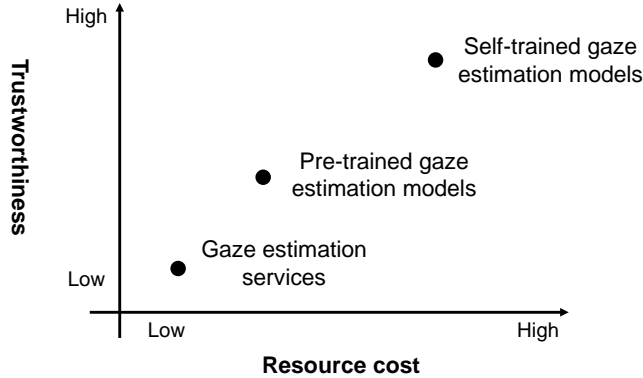 High
Self-trained gaze
estimation models
Trustworthiness
Pre-trained gaze
estimation models
Gaze estimation
services
Low
Low
High
Resource cost